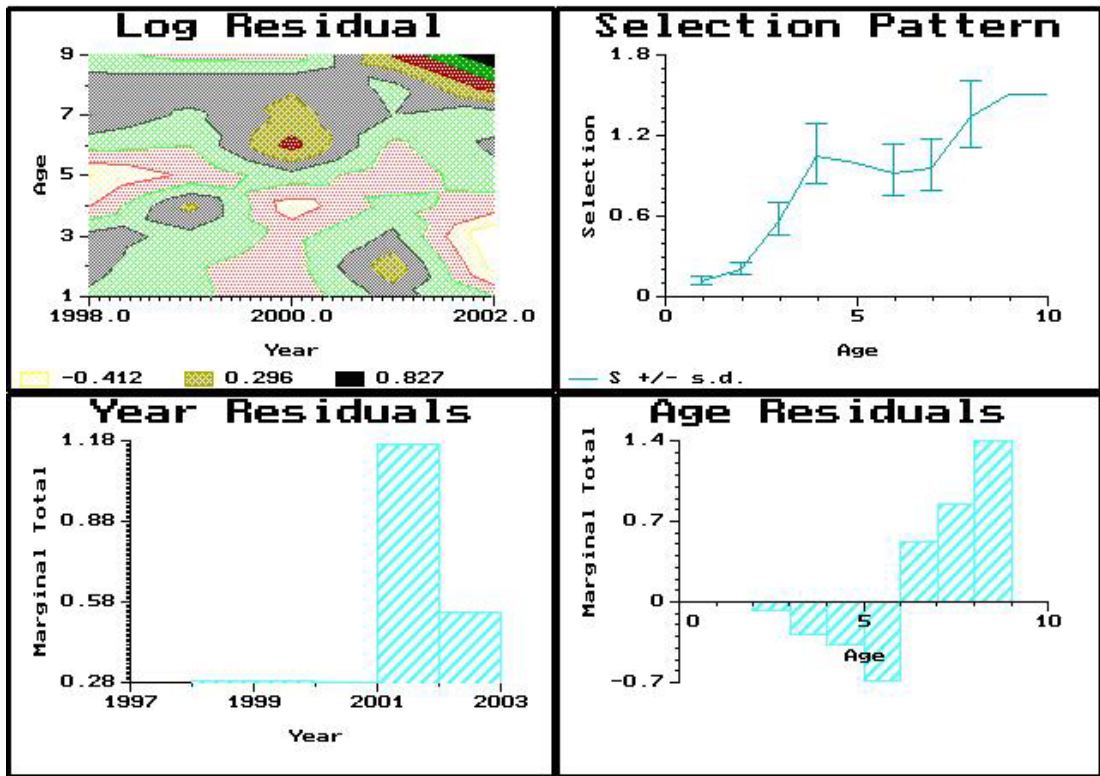 Log Residual
9
7
5
3
1
Age
1998.0 2000.0 2002.0
Year
-0.412 0.296 0.827
Selection Pattern
1.8
1.2
0.6
0
Selection
0 5 10
Age
S +/- s.d.
Year Residuals
1.18
0.88
0.58
0.28
Marginal Total
1997 1999 2001 2003
Year
Age Residuals
1.4
0.7
0
-0.7
Marginal Total
0 5 10
Age